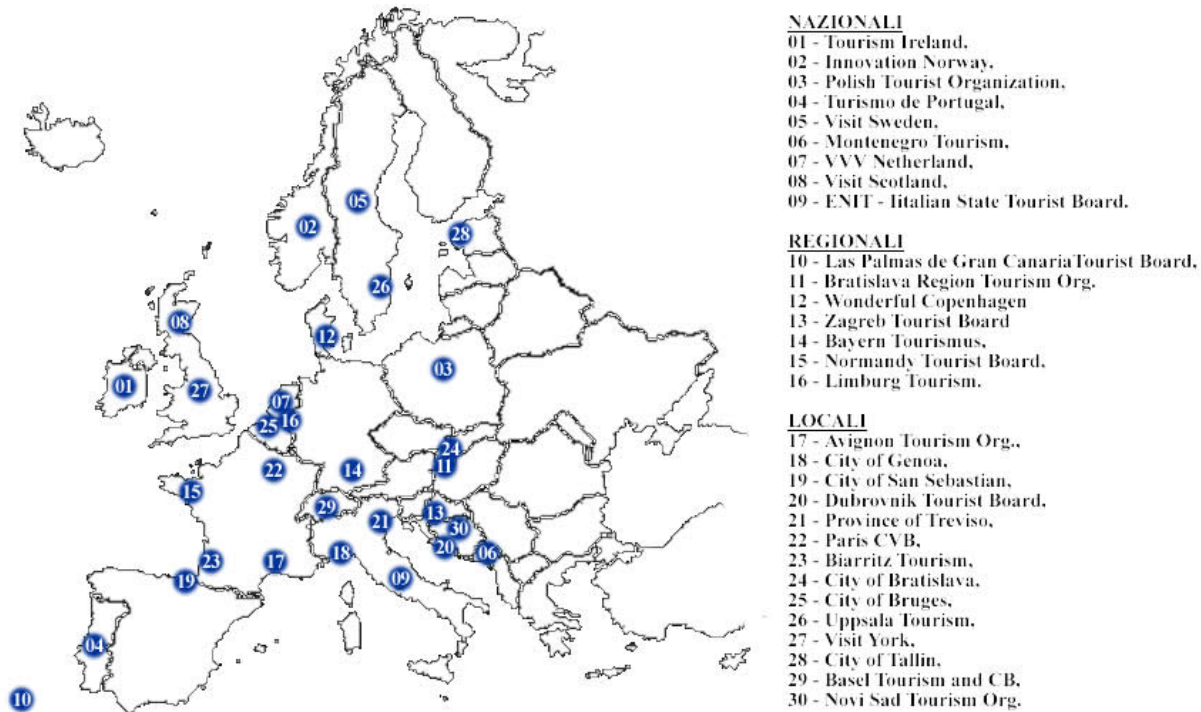 NAZIONALI
01 - Tourism Ireland,
02 - Innovation Norway,
03 - Polish Tourist Organization,
04 - Turismo de Portugal,
05 - Visit Sweden,
06 - Montenegro Tourism,
07 - VVV Netherland,
08 - Visit Scotland,
09 - ENIT - Iitalian State Tourist Board.
REGIONALI
10 - Las Palmas de Gran CanariaTourist Board,
11 - Bratislava Region Tourism Org.
12 - Wonderful Copenhagen
13 - Zagreb Tourist Board
14 - Bayern Tourismus,
15 - Normandy Tourist Board,
16 - Limburg Tourism.
LOCALI
17 - Avignon Tourism Org.,
18 - City of Genoa,
19 - City of San Sebastian,
20 - Dubrovnik Tourist Board,
21 - Province of Treviso,
22 - Paris CVB,
23 - Biarritz Tourism,
24 - City of Bratislava,
25 - City of Bruges,
26 - Uppsala Tourism,
27 - Visit York,
28 - City of Tallin,
29 - Basel Tourism and CB,
30 - Novi Sad Tourism Org.
05
02
28
26
08
12
03
01
27
07
16
25
24
22
14
11
15
29
13
21
30
18
20
06
23
17
19
09
04
10